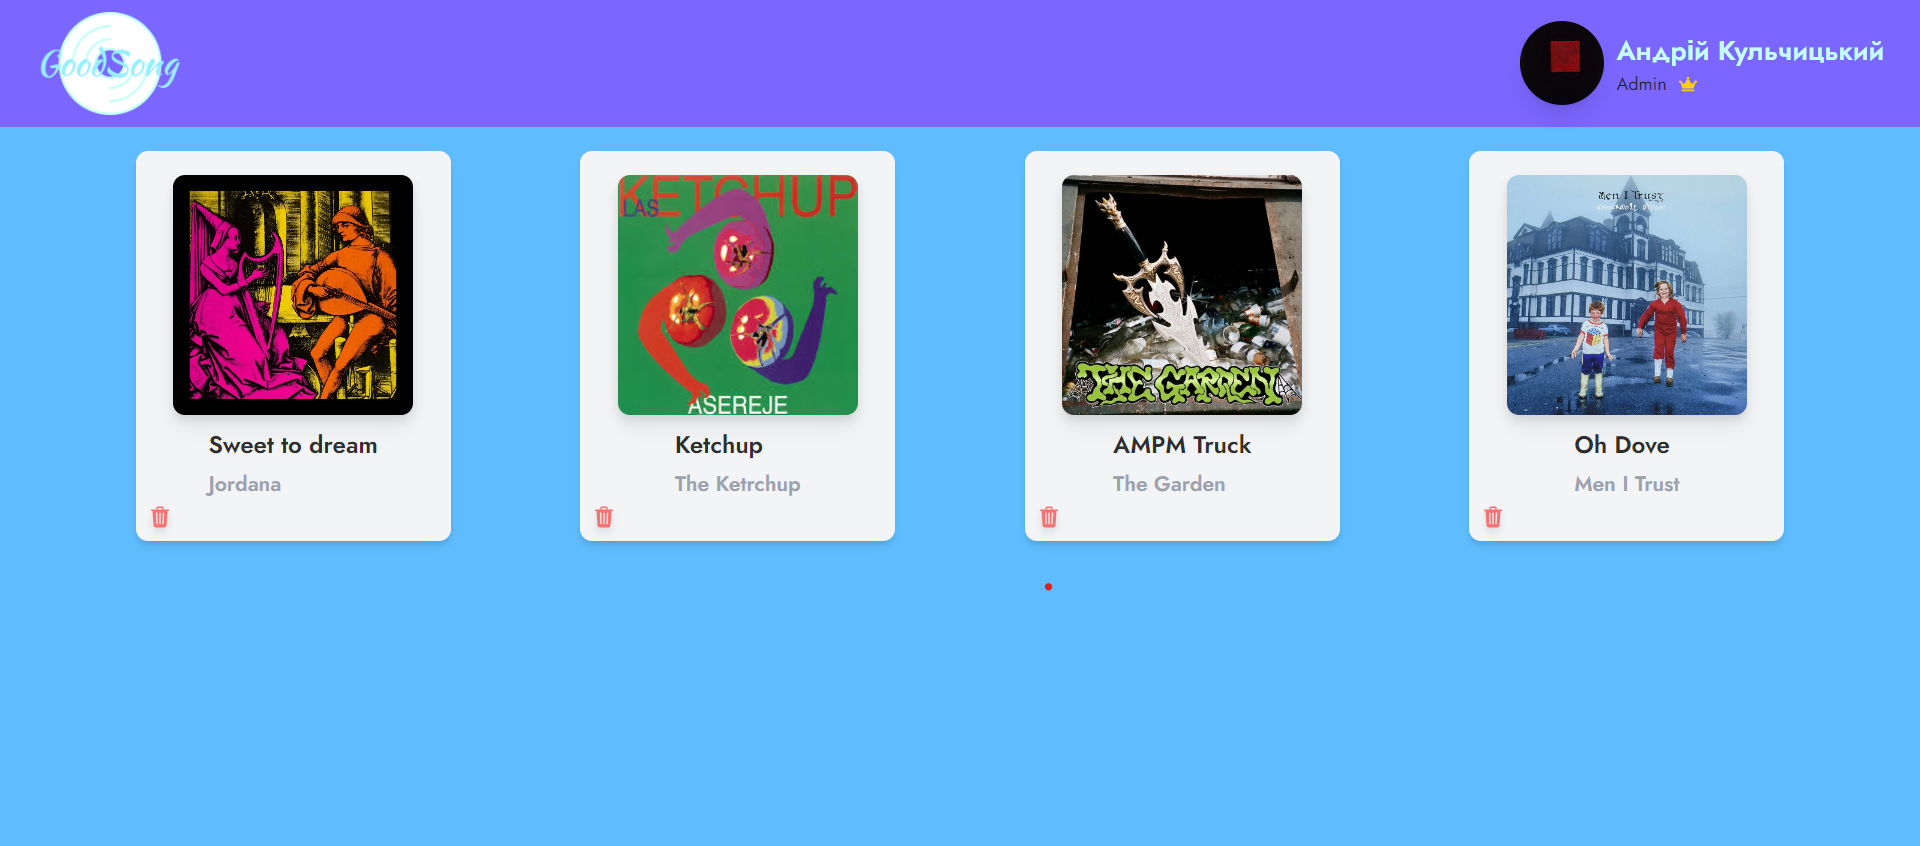 GoodSong
Андрій Кульчицький
Admin
KETCHUP
LAS
ASEREJE
THE GARDEN
Men I Trust
Sweet to dream
Jordana
Ketchup
The Ketrchup
AMPM Truck
The Garden
Oh Dove
Men I Trust